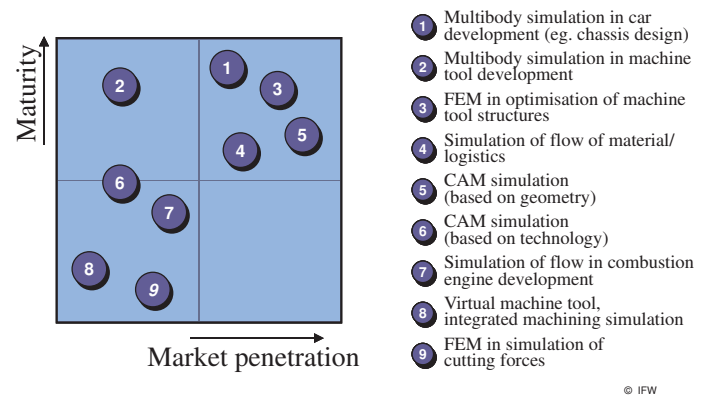 Maturity
1
2
3
4
5
6
7
8
9
Market penetration
1 Multibody simulation in car
development (eg. chassis design)
2 Multibody simulation in machine
tool development
3 FEM in optimisation of machine
tool structures
4 Simulation of flow of material/
logistics
5 CAM simulation
(based on geometry)
6 CAM simulation
(based on technology)
7 Simulation of flow in combustion
engine development
8 Virtual machine tool,
integrated machining simulation
9 FEM in simulation of
cutting forces
© IFW